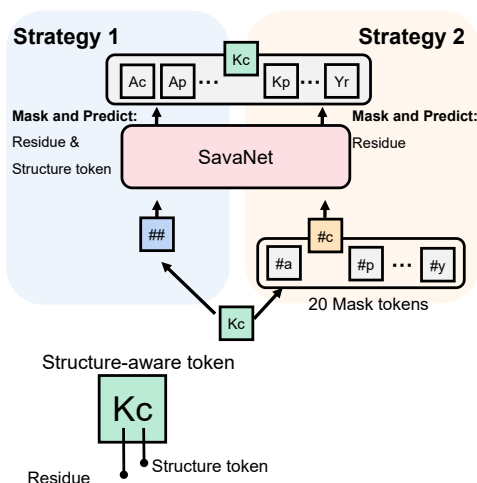 Strategy 1
Strategy 2
Kc
Ac Ap ... Kp ... Yr
Mask and Predict:
Residue &
Structure token
Mask and Predict:
Residue
SavaNet
##
#c
#a #p ... #y
20 Mask tokens
Kc
Structure-aware token
Kc
Structure token
Residue